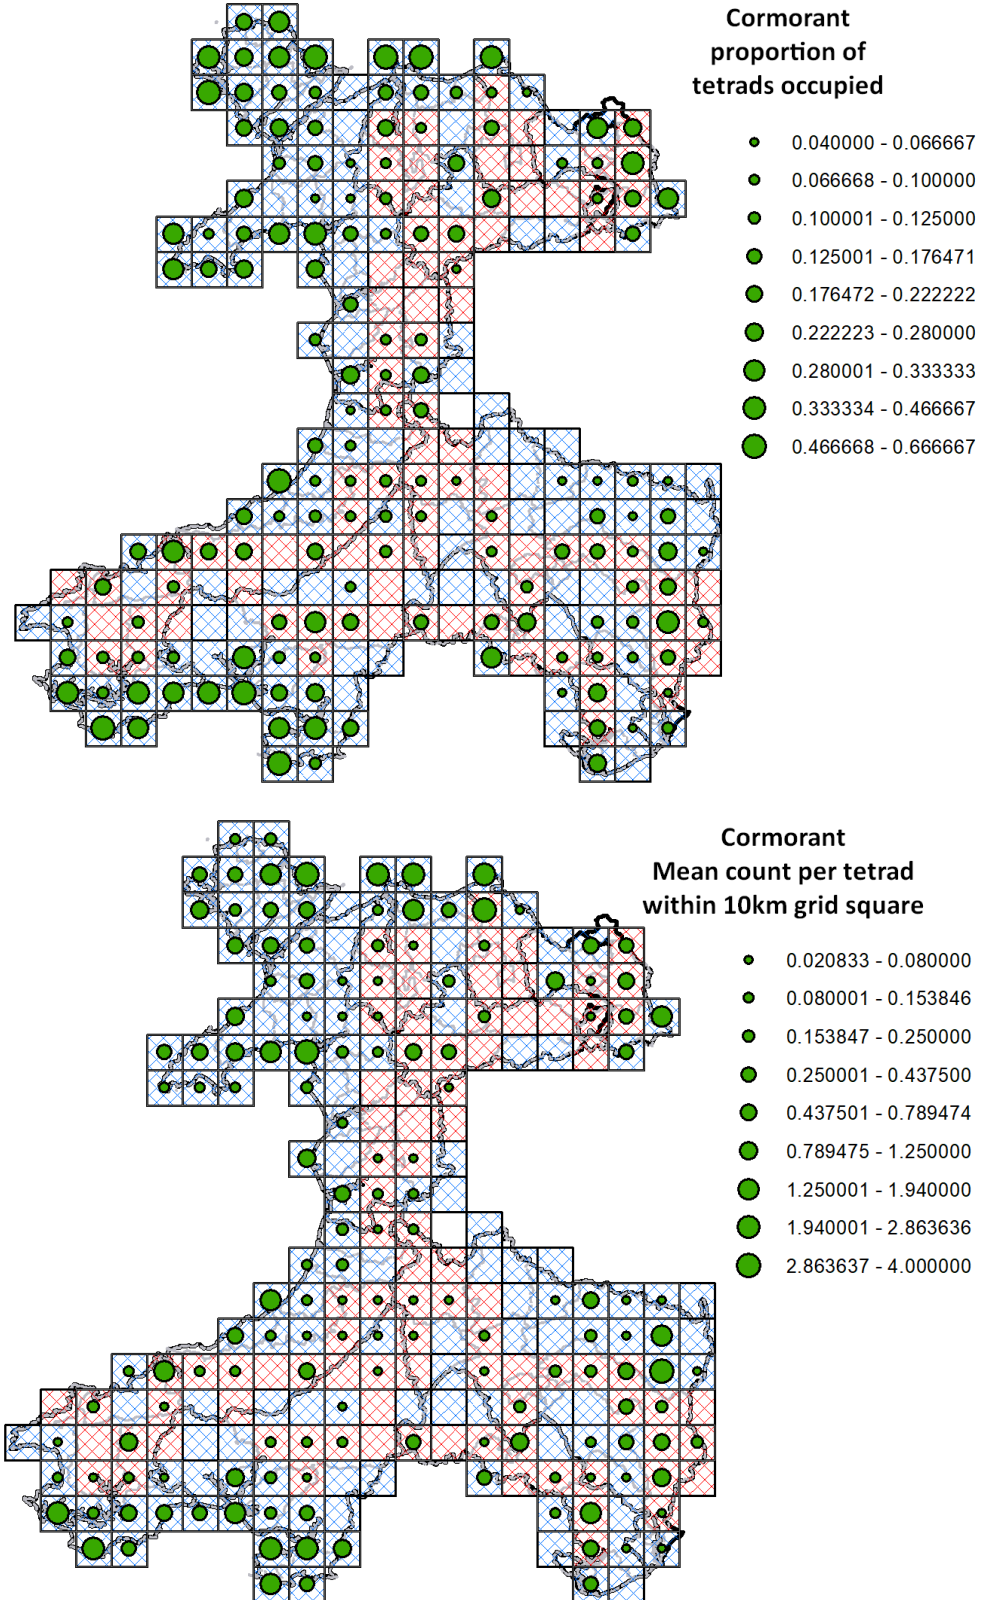 Cormorant
proportion of
tetrads occupied
0.040000 - 0.066667
0.066668 - 0.100000
0.100001 - 0.125000
0.125001 - 0.176471
0.176472 - 0.222222
0.222223 - 0.280000
0.280001 - 0.333333
0.333334 - 0.466667
0.466668 - 0.666667
Cormorant
Mean count per tetrad
within 10km grid square
0.020833 - 0.080000
0.080001 - 0.153846
0.153847 - 0.250000
0.250001 - 0.437500
0.437501 - 0.789474
0.789475 - 1.250000
1.250001 - 1.940000
1.940001 - 2.863636
2.863637 - 4.000000